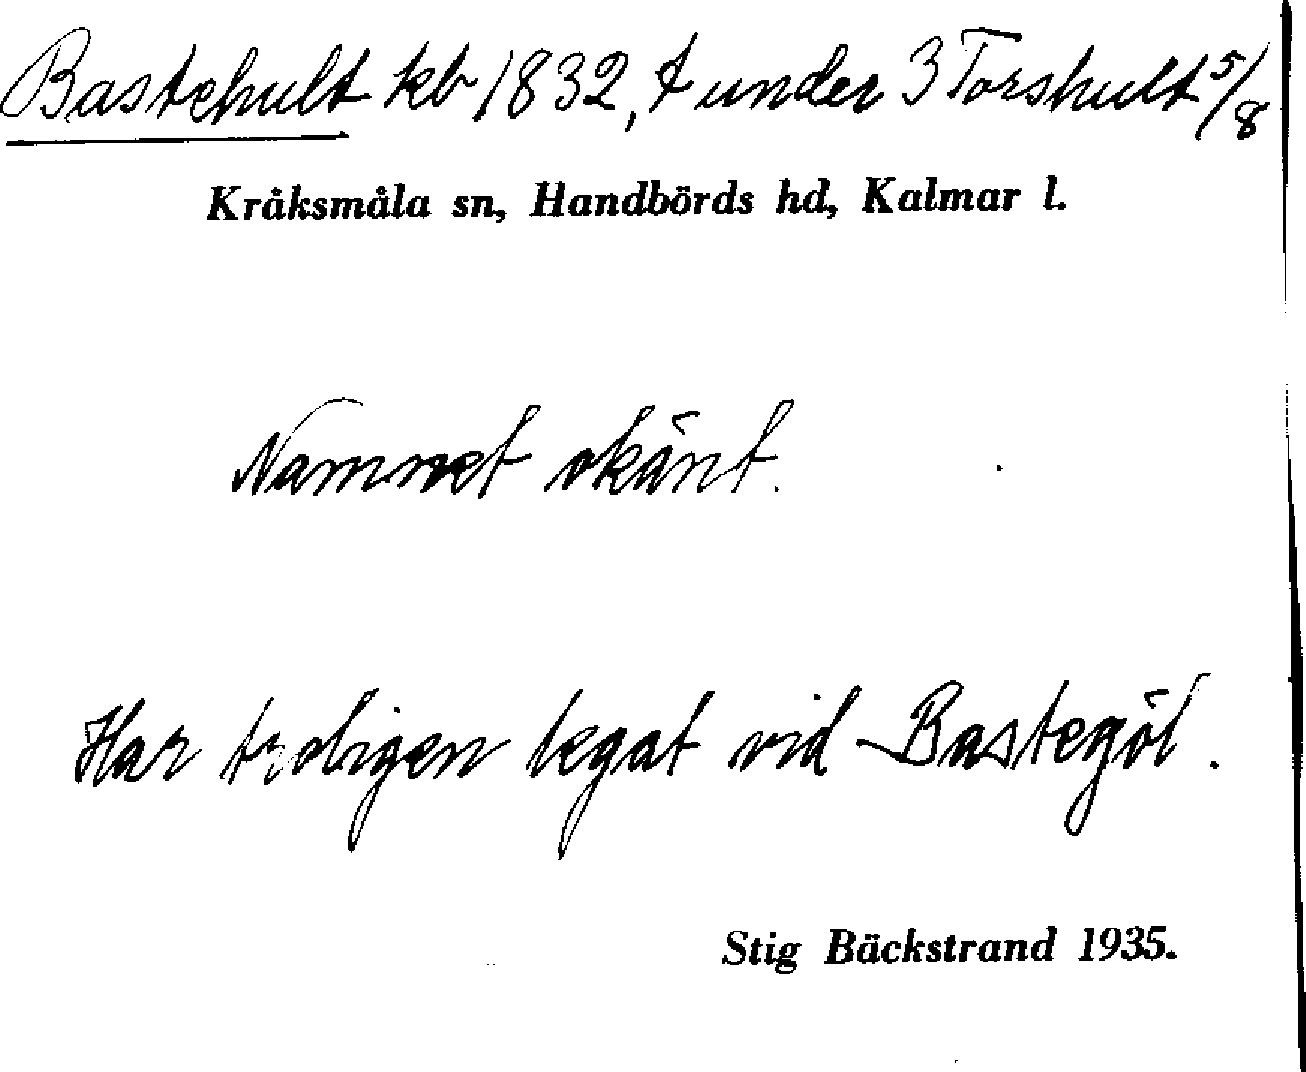 Bastehult kb 1832, t under 3 Torshult 5/8
Kråksmåla sn, Handbörds hd, Kalmar l.
Namnet okänt.
Har troligen legat vid Bastegöl.
Stig Bäckstrand 1935.